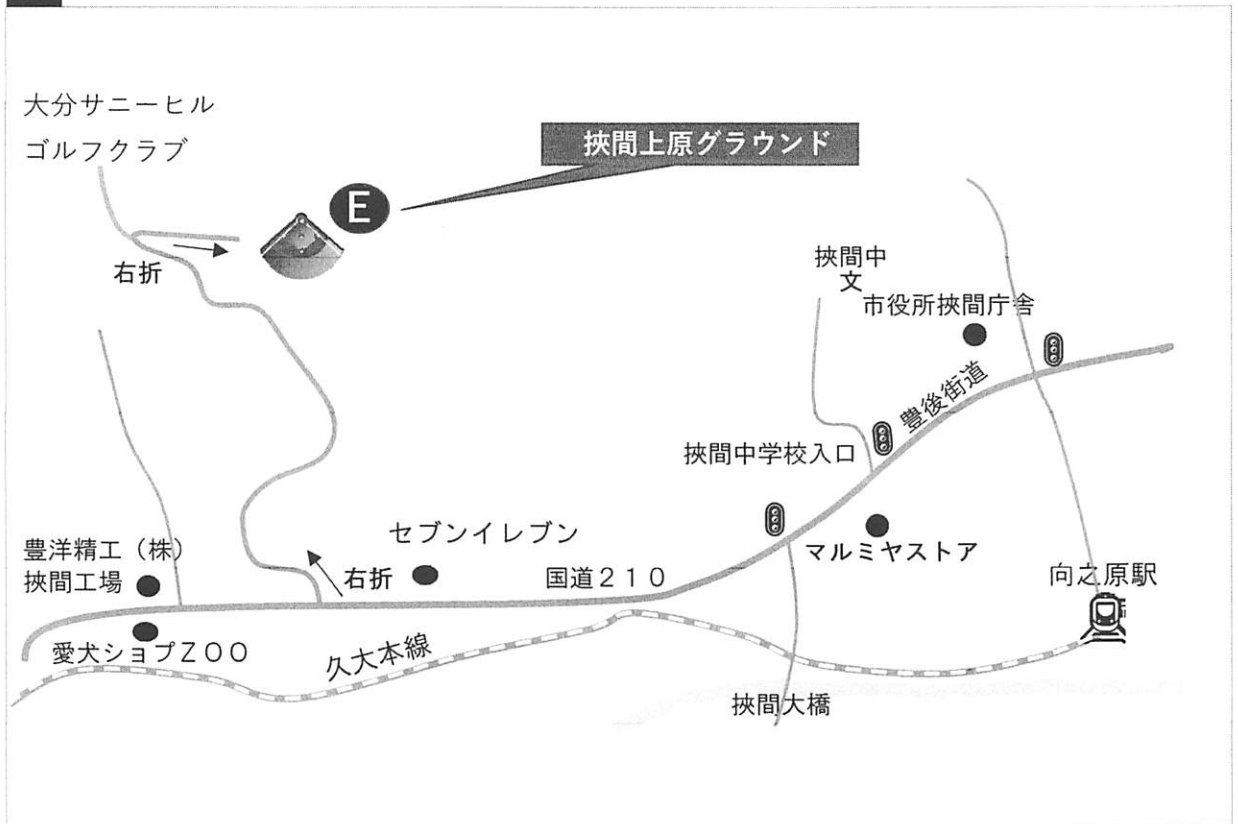 大分サニーヒル
ゴルフクラブ
挾間上原グラウンド
E
右折
挾間中
文
市役所挾間庁舎
豊後街道
挾間中学校入口
セブンイレブン
マルミヤストア
豊洋精工（株）
挾間工場
右折
国道２１０
向之原駅
愛犬ショプＺＯＯ
久大本線
挾間大橋